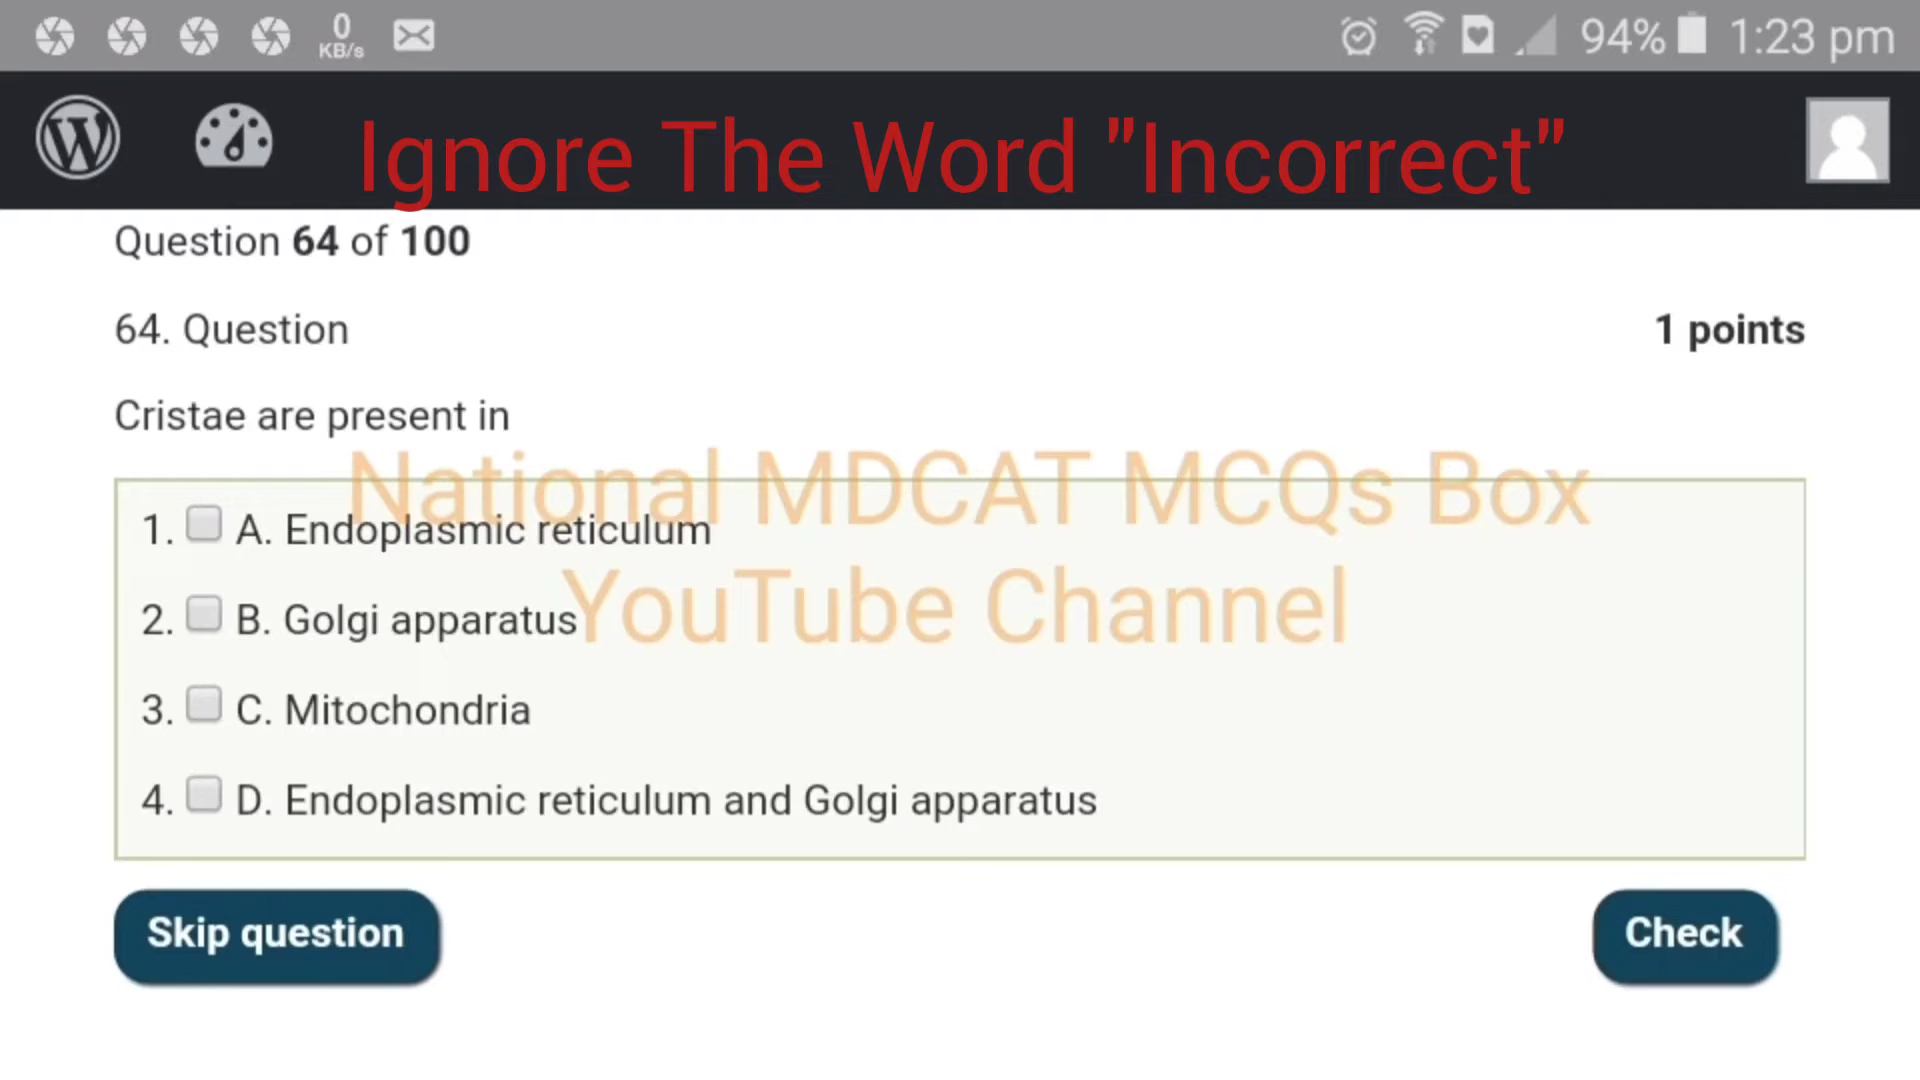 0
KB/s
94% 1:23 pm
Ignore The Word "Incorrect"
Question 64 of 100
64. Question
1 points
Cristae are present in
National MDCAT MCQs Box
1. A. Endoplasmic reticulum
YouTube Channel
2. B. Golgi apparatus
3. C. Mitochondria
4. D. Endoplasmic reticulum and Golgi apparatus
Skip question
Check